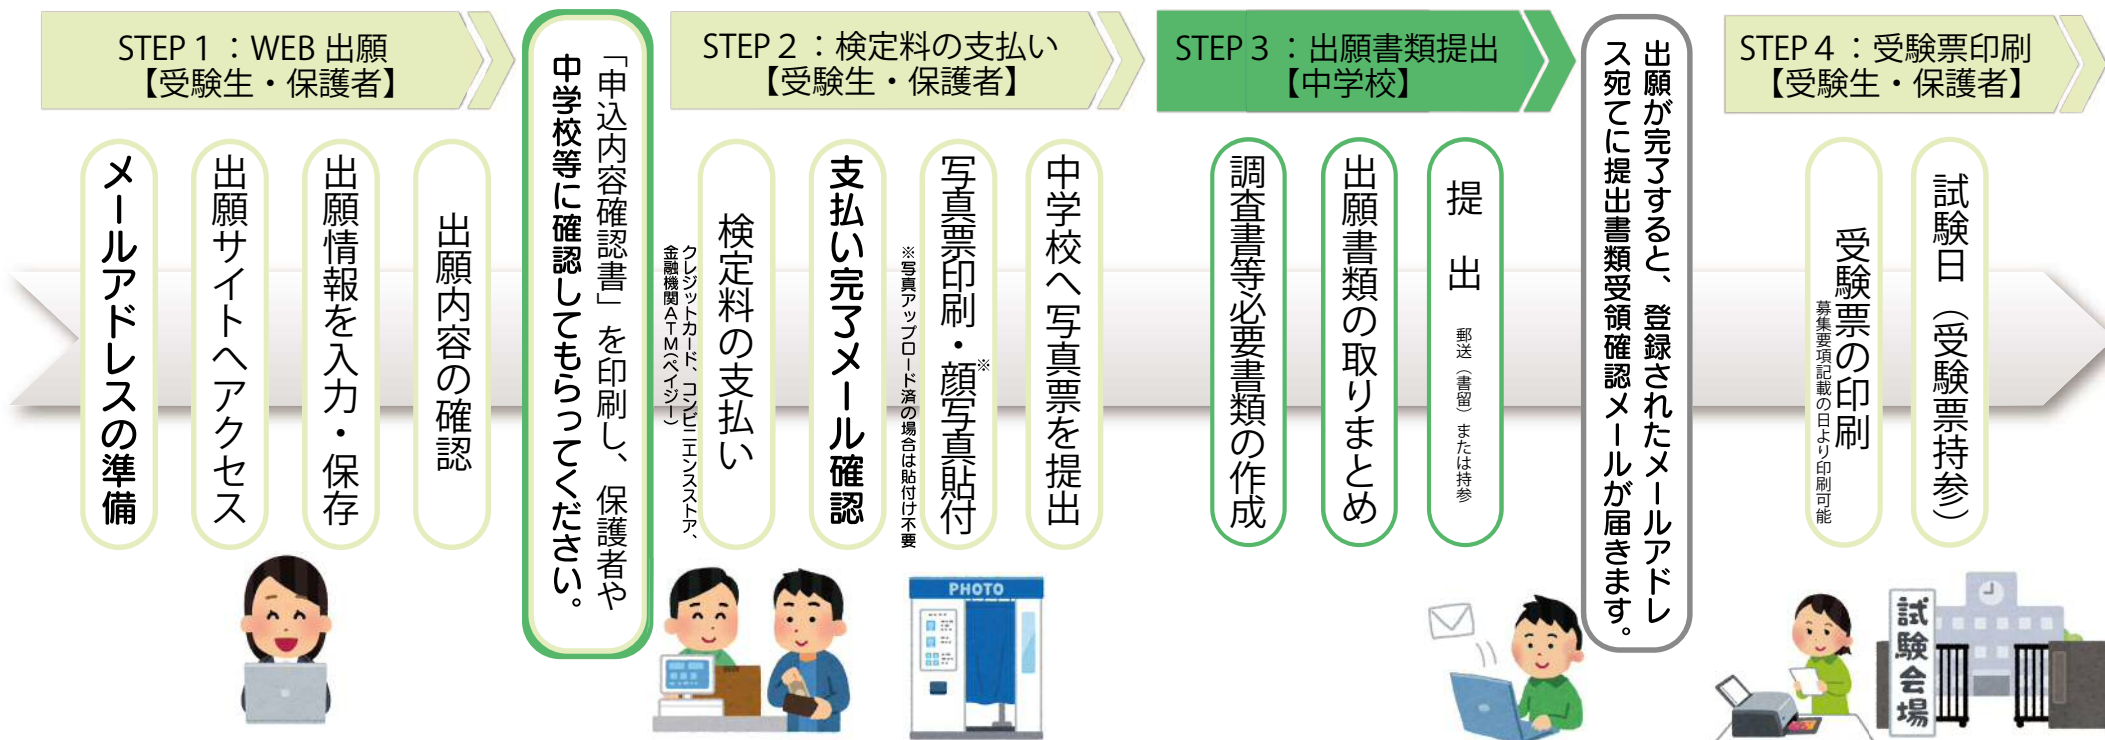 STEP 1：WEB 出願
【受験生・保護者】
メールアドレスの準備
出願サイトへアクセス
出願情報を入力・保存
出願内容の確認
「申込内容確認書」を印刷し、保護者や
中学校等に確認してもらってください。
STEP 2：検定料の支払い
【受験生・保護者】
検定料の支払い
クレジットカード、コンビニエンスストア、
金融機関ＡＴＭ（ペイジー）
支払い完了メール確認
写真票印刷・顔写真貼付※
※写真アップロード済の場合は貼付け不要
中学校へ写真票を提出
PHOTO
STEP 3：出願書類提出
【中学校】
調査書等必要書類の作成
出願書類の取りまとめ
提出 郵送（書留）または持参
出願が完了すると、登録されたメールアドレ
ス宛てに提出書類受領確認メールが届きます。
STEP 4：受験票印刷
【受験生・保護者】
受験票の印刷
募集要項記載の日より印刷可能
試験日（受験票持参）
試験会場